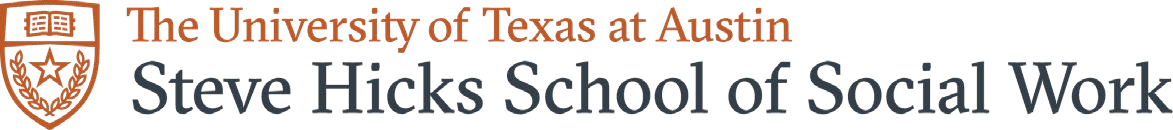 The University of Texas at Austin
Steve Hicks School of Social Work